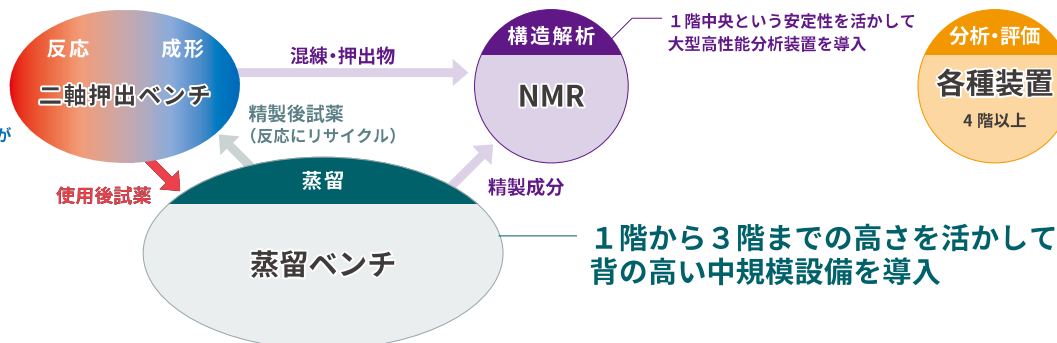 反応 成形
二軸押出ベンチ
混練・押出物
構造解析
NMR
１階中央という安定性を活かして
大型高性能分析装置を導入
分析・評価
各種装置
4 階以上
が
精製後試薬
（反応にリサイクル）
使用後試薬
蒸留
蒸留ベンチ
精製成分
１階から３階までの高さを活かして
背の高い中規模設備を導入